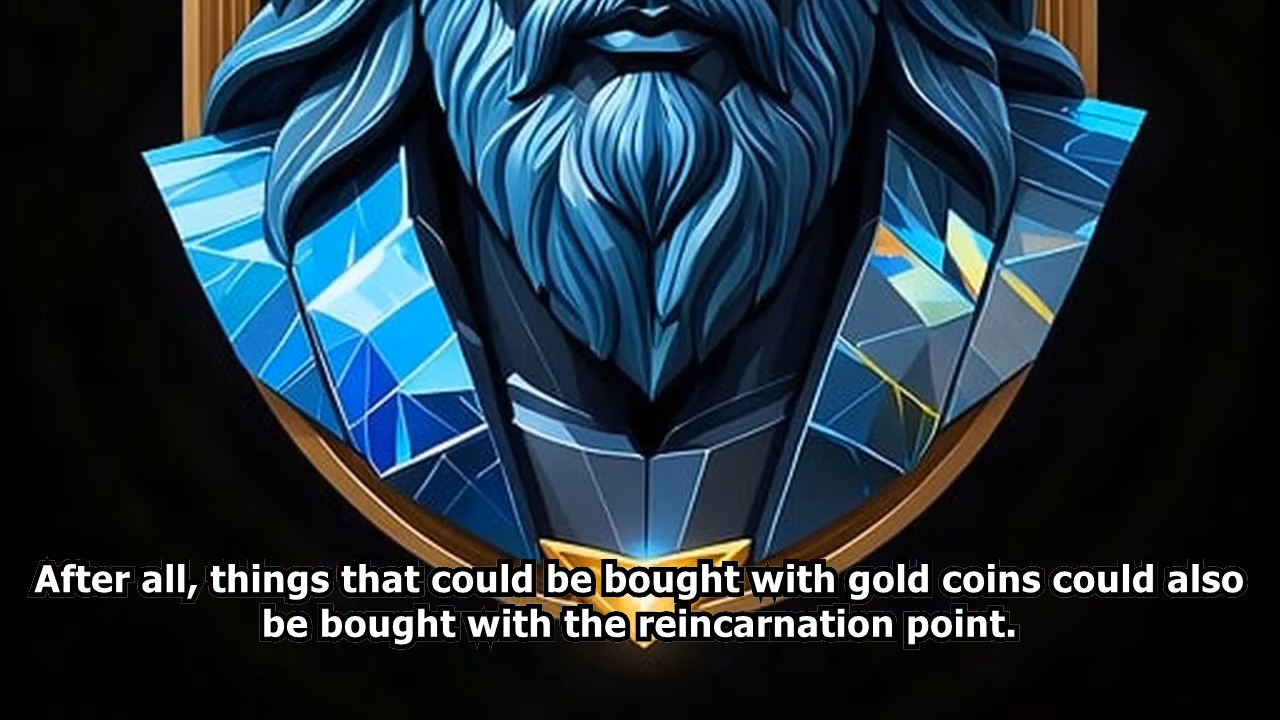 After all, things that could be bought with gold coins could also
be bought with the reincarnation point.